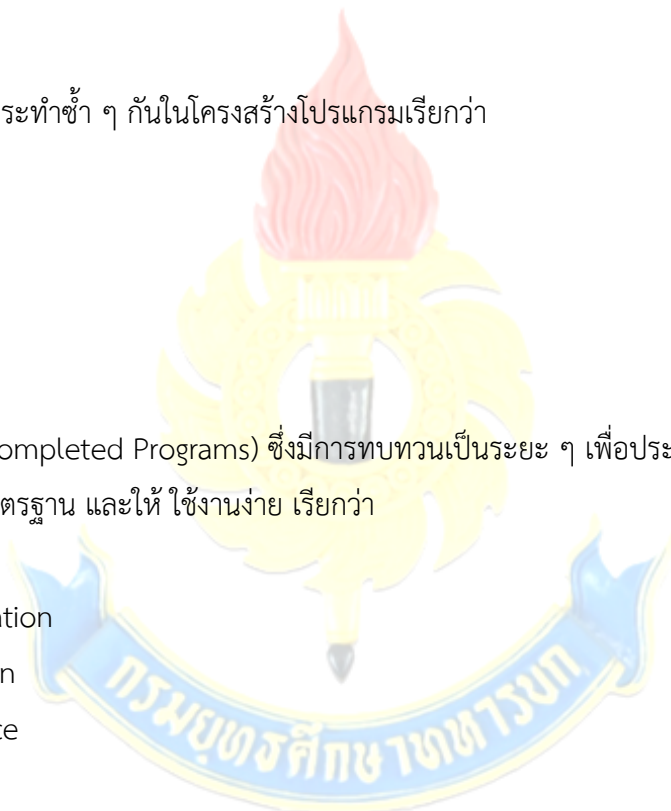 ระทำซ้ำ ๆ กันในโครงสร้างโปรแกรมเรียกว่า
ompleted Programs) ซึ่งมีการทบทวนเป็นระยะ ๆ เพื่อประ
ตรฐาน และให้ ใช้งานง่าย เรียกว่า
ation
n
ce
กรมยุทธศึกษาทหารบก